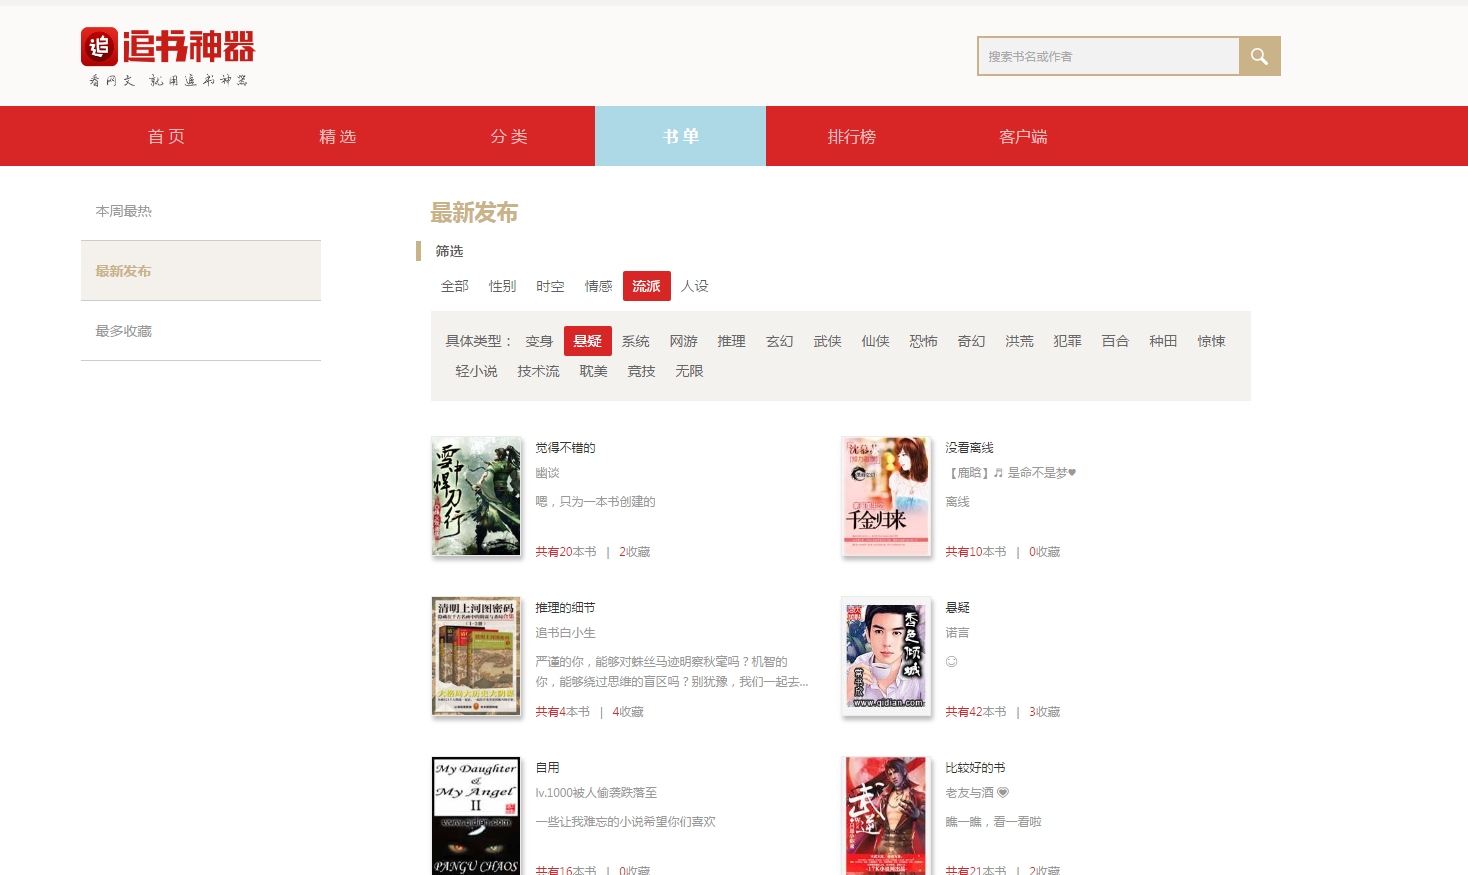 追
追书神器
看网文 就用追书神器
搜索书名或作者
首 页
精 选
分 类
书 单
排行榜
客户端
本周最热
最新发布
最多收藏
最新发布
筛选
全部 性别 时空 情感 流派 人设
具体类型： 变身 悬疑 系统 网游 推理 玄幻 武侠 仙侠 恐怖 奇幻 洪荒 犯罪 百合 种田 惊悚
轻小说 技术流 耽美 竞技 无限
雪中悍刀行
觉得不错的
幽谈
嗯，只为一本书创建的
共有20本书 | 2收藏
千金归来
没看离线
【鹿晗】♬ 是命不是梦♥
离线
共有10本书 | 0收藏
清明上河图密码
推理的细节
追书白小生
严谨的你，能够对蛛丝马迹明察秋毫吗？机智的
你，能够绕过思维的盲区吗？别犹豫，我们一起去...
共有4本书 | 4收藏
香色倾城
www.qidian.com
悬疑
诺言
☺
共有42本书 | 3收藏
My Daughter
&
My Angel
II
www.qidian.com
PANGU CHAOS
自用
lv.1000被人偷袭跌落至
一些让我难忘的小说希望你们喜欢
共有16本书 | 0收藏
武逆
比较好的书
老友与酒
瞧一瞧，看一看啦
共有21本书 | 2收藏